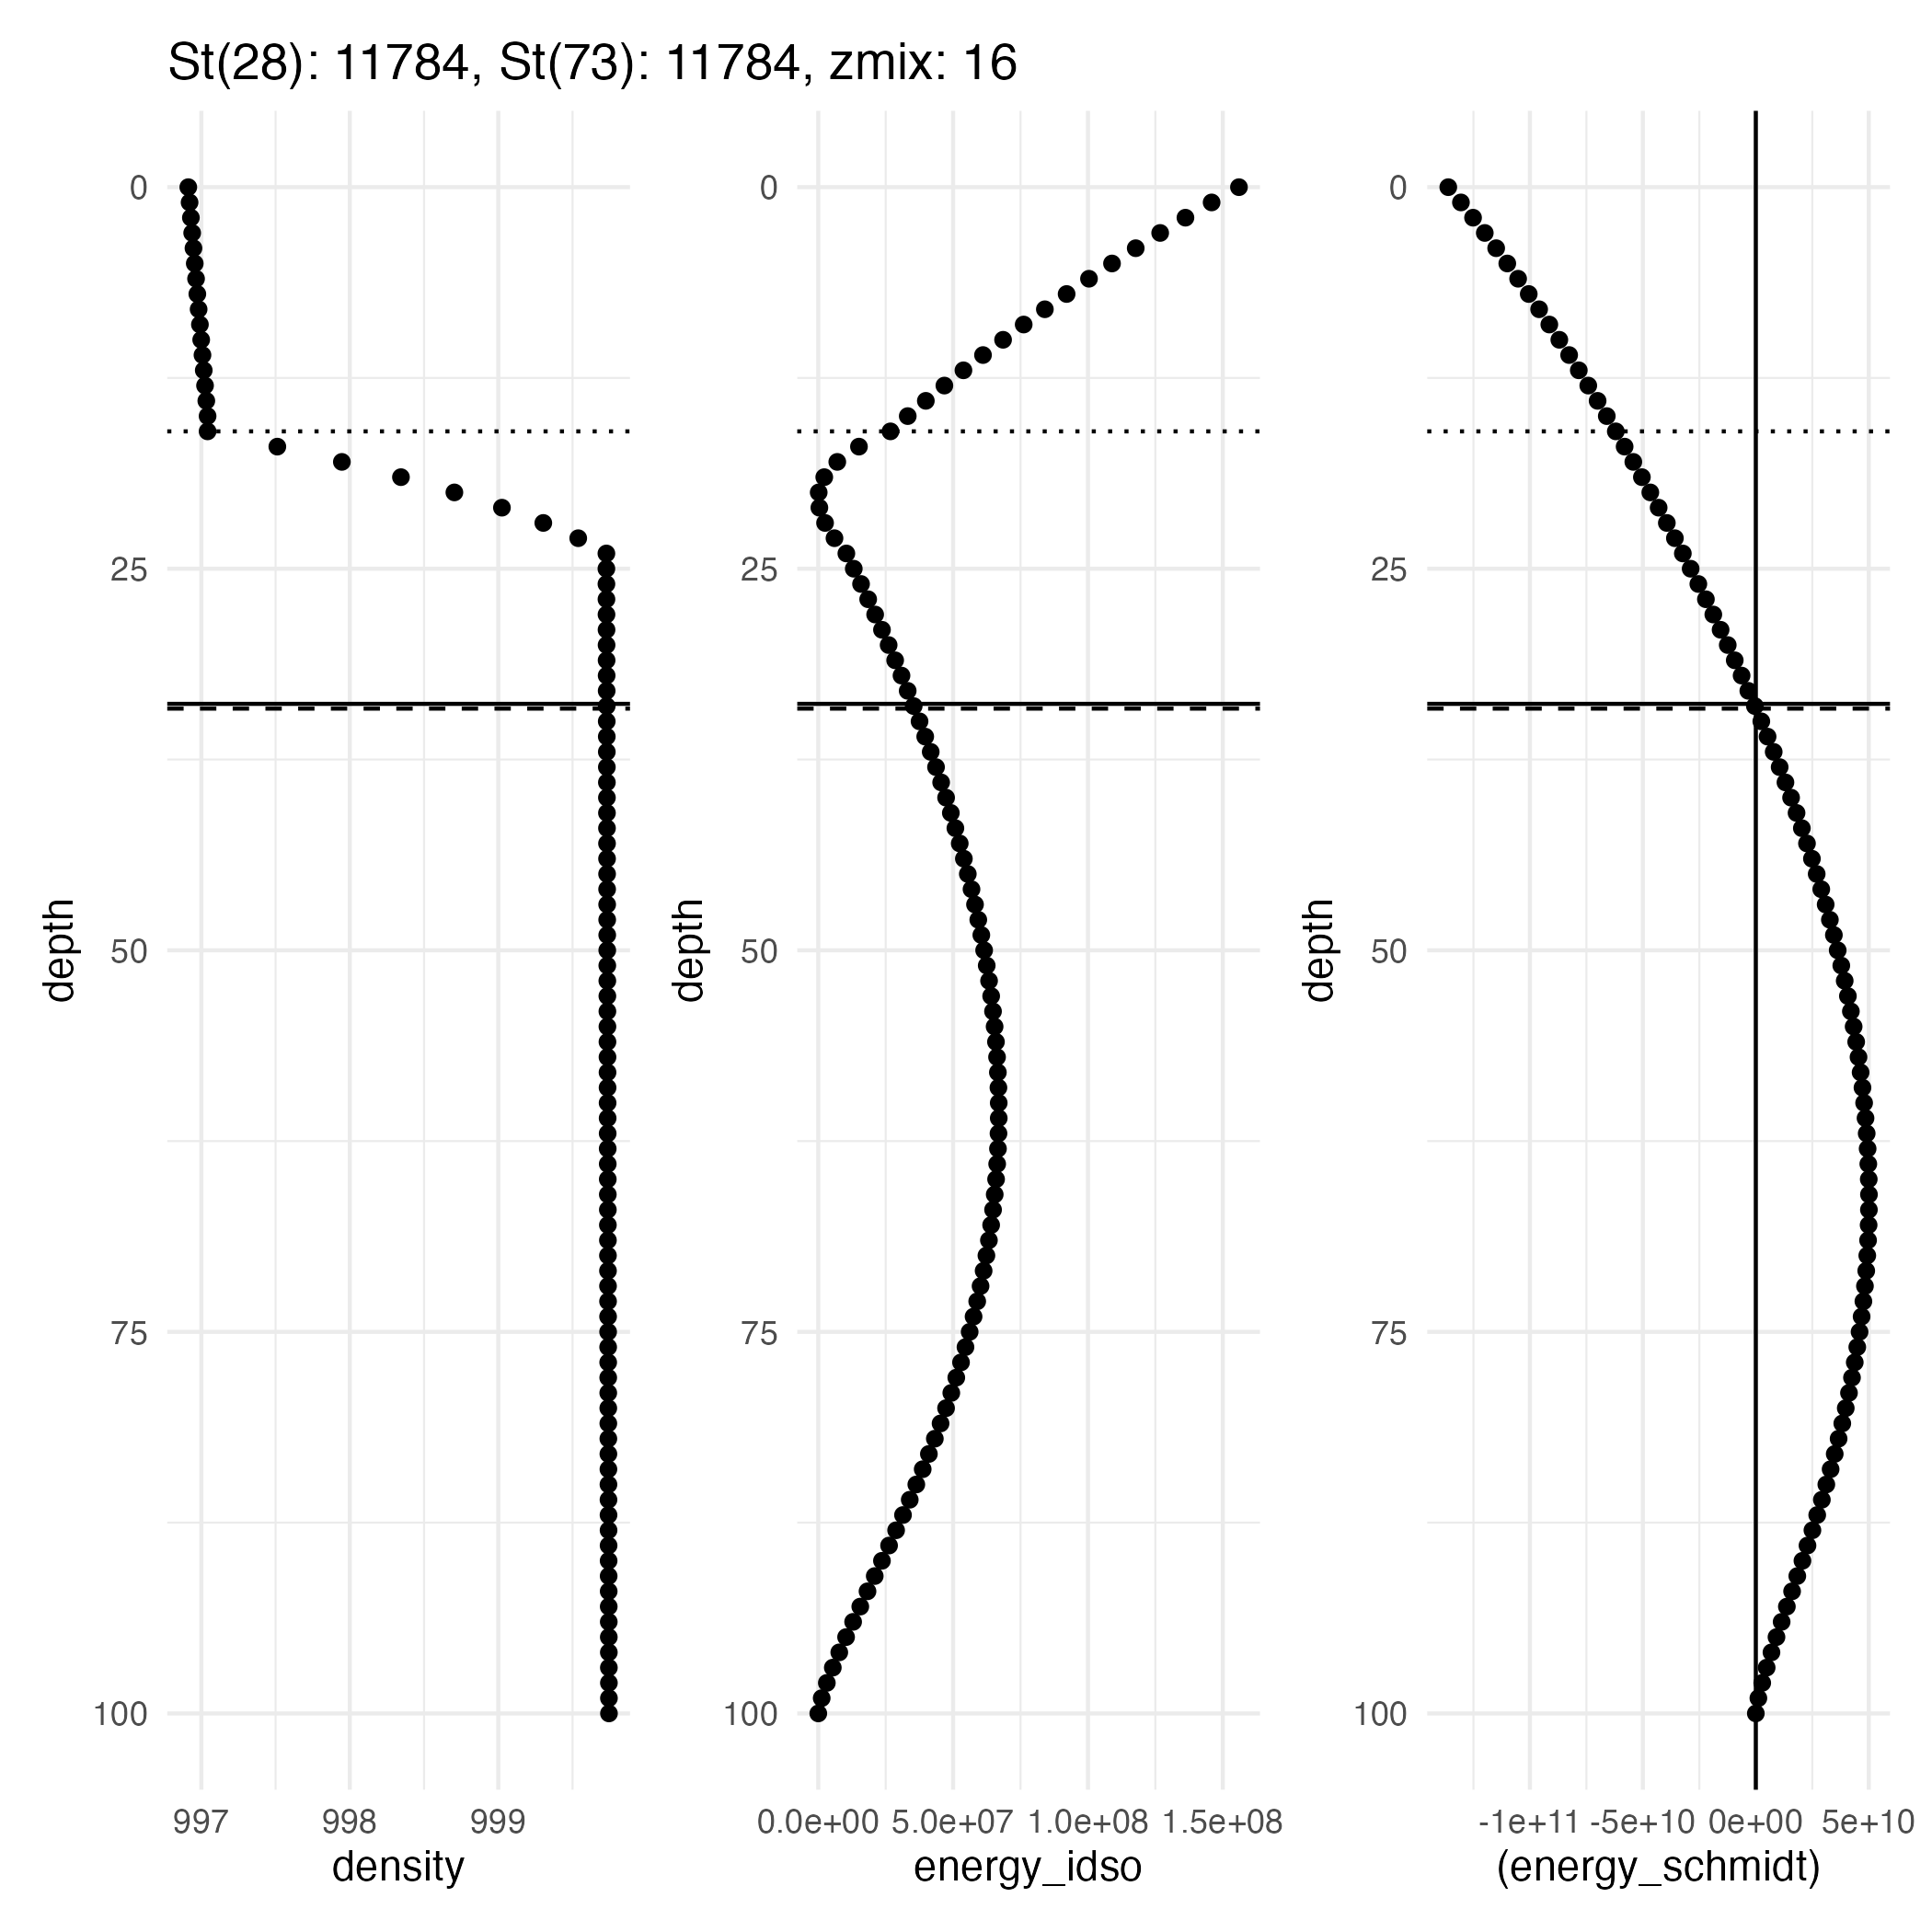 St(28): 11784, St(73): 11784, zmix: 16
depth
0
25
50
75
100
997 998 999
density
depth
0
25
50
75
100
0.0e+00 5.0e+07 1.0e+08 1.5e+08
energy_idso
depth
0
25
50
75
100
-1e+11 -5e+10 0e+00 5e+10
(energy_schmidt)